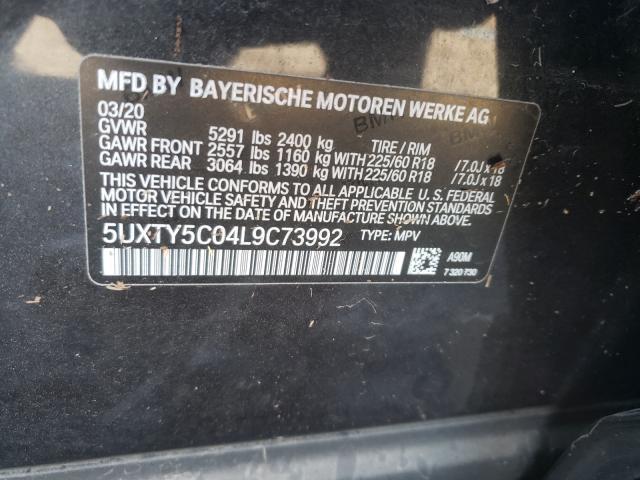 MFD BY BAYERISCHE MOTOREN WERKE AG
03/20
GVWR 5291 lbs 2400 kg TIRE / RIM
GAWR FRONT 2557 lbs 1160 kg WITH 225/60 R18 /7.0J x 18
GAWR REAR 3064 lbs 1390 kg WITH 225/60 R18 /7.0J x 18
THIS VEHICLE CONFORMS TO ALL APPLICABLE U.S. FEDERAL
MOTOR VEHICLE SAFETY AND THEFT PREVENTION STANDARDS
IN EFFECT ON THE DATE OF MANUFACTURE SHOWN ABOVE.
5UXTY5C04L9C73992 TYPE: MPV
A90M
7 320 730